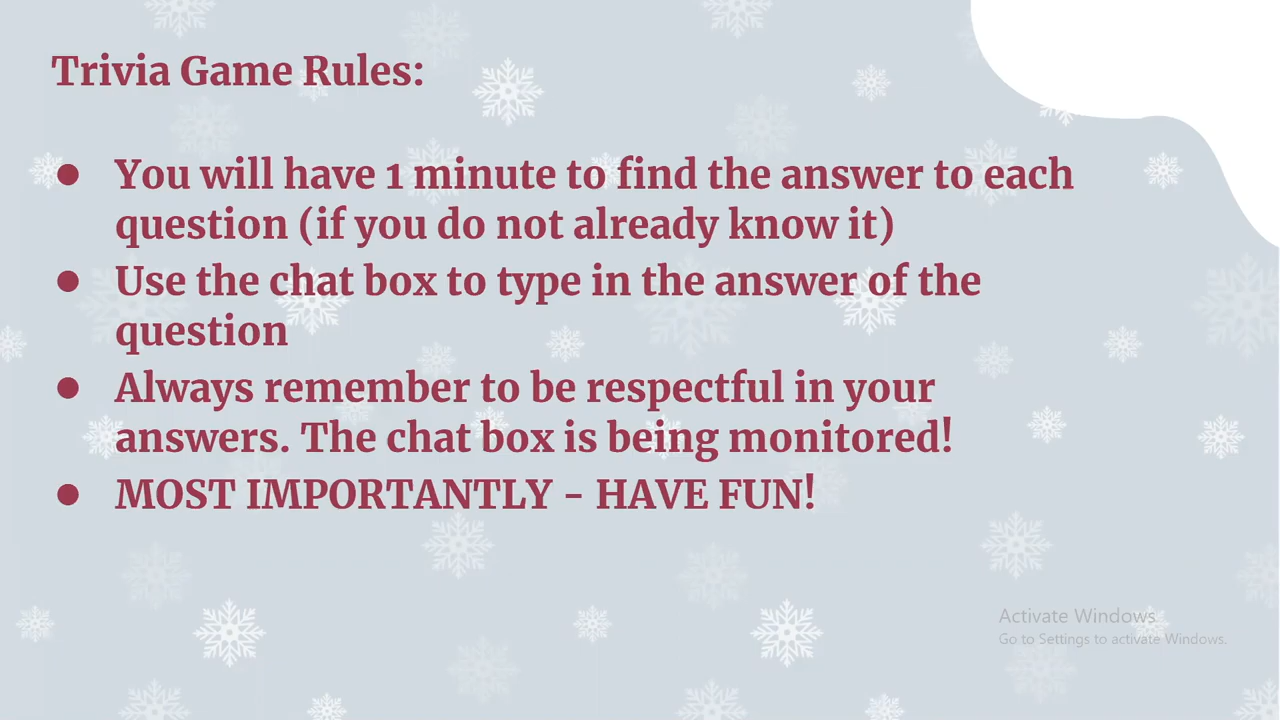 Trivia Game Rules:
● You will have 1 minute to find the answer to each
question (if you do not already know it)
● Use the chat box to type in the answer of the
question
● Always remember to be respectful in your
answers. The chat box is being monitored!
● MOST IMPORTANTLY - HAVE FUN!
Activate Windows
Go to Settings to activate Windows.